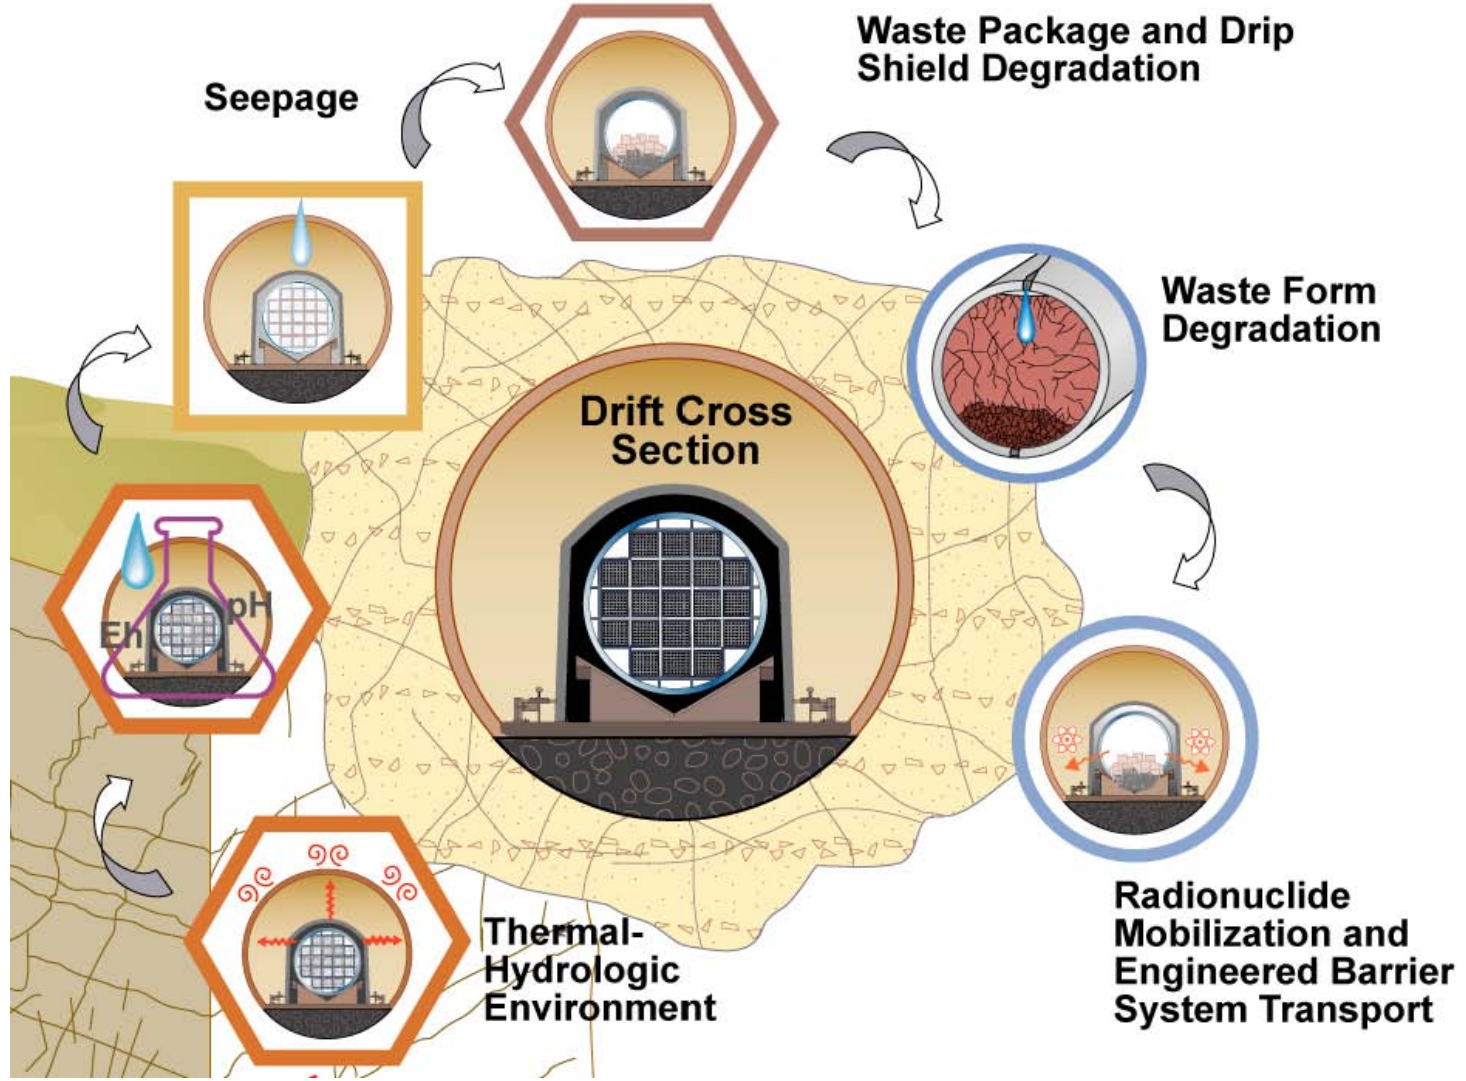 Waste Package and Drip
Shield Degradation
Seepage
Waste Form
Degradation
Drift Cross
Section
pH
Eh
Radionuclide
Mobilization and
Engineered Barrier
System Transport
Thermal-
Hydrologic
Environment